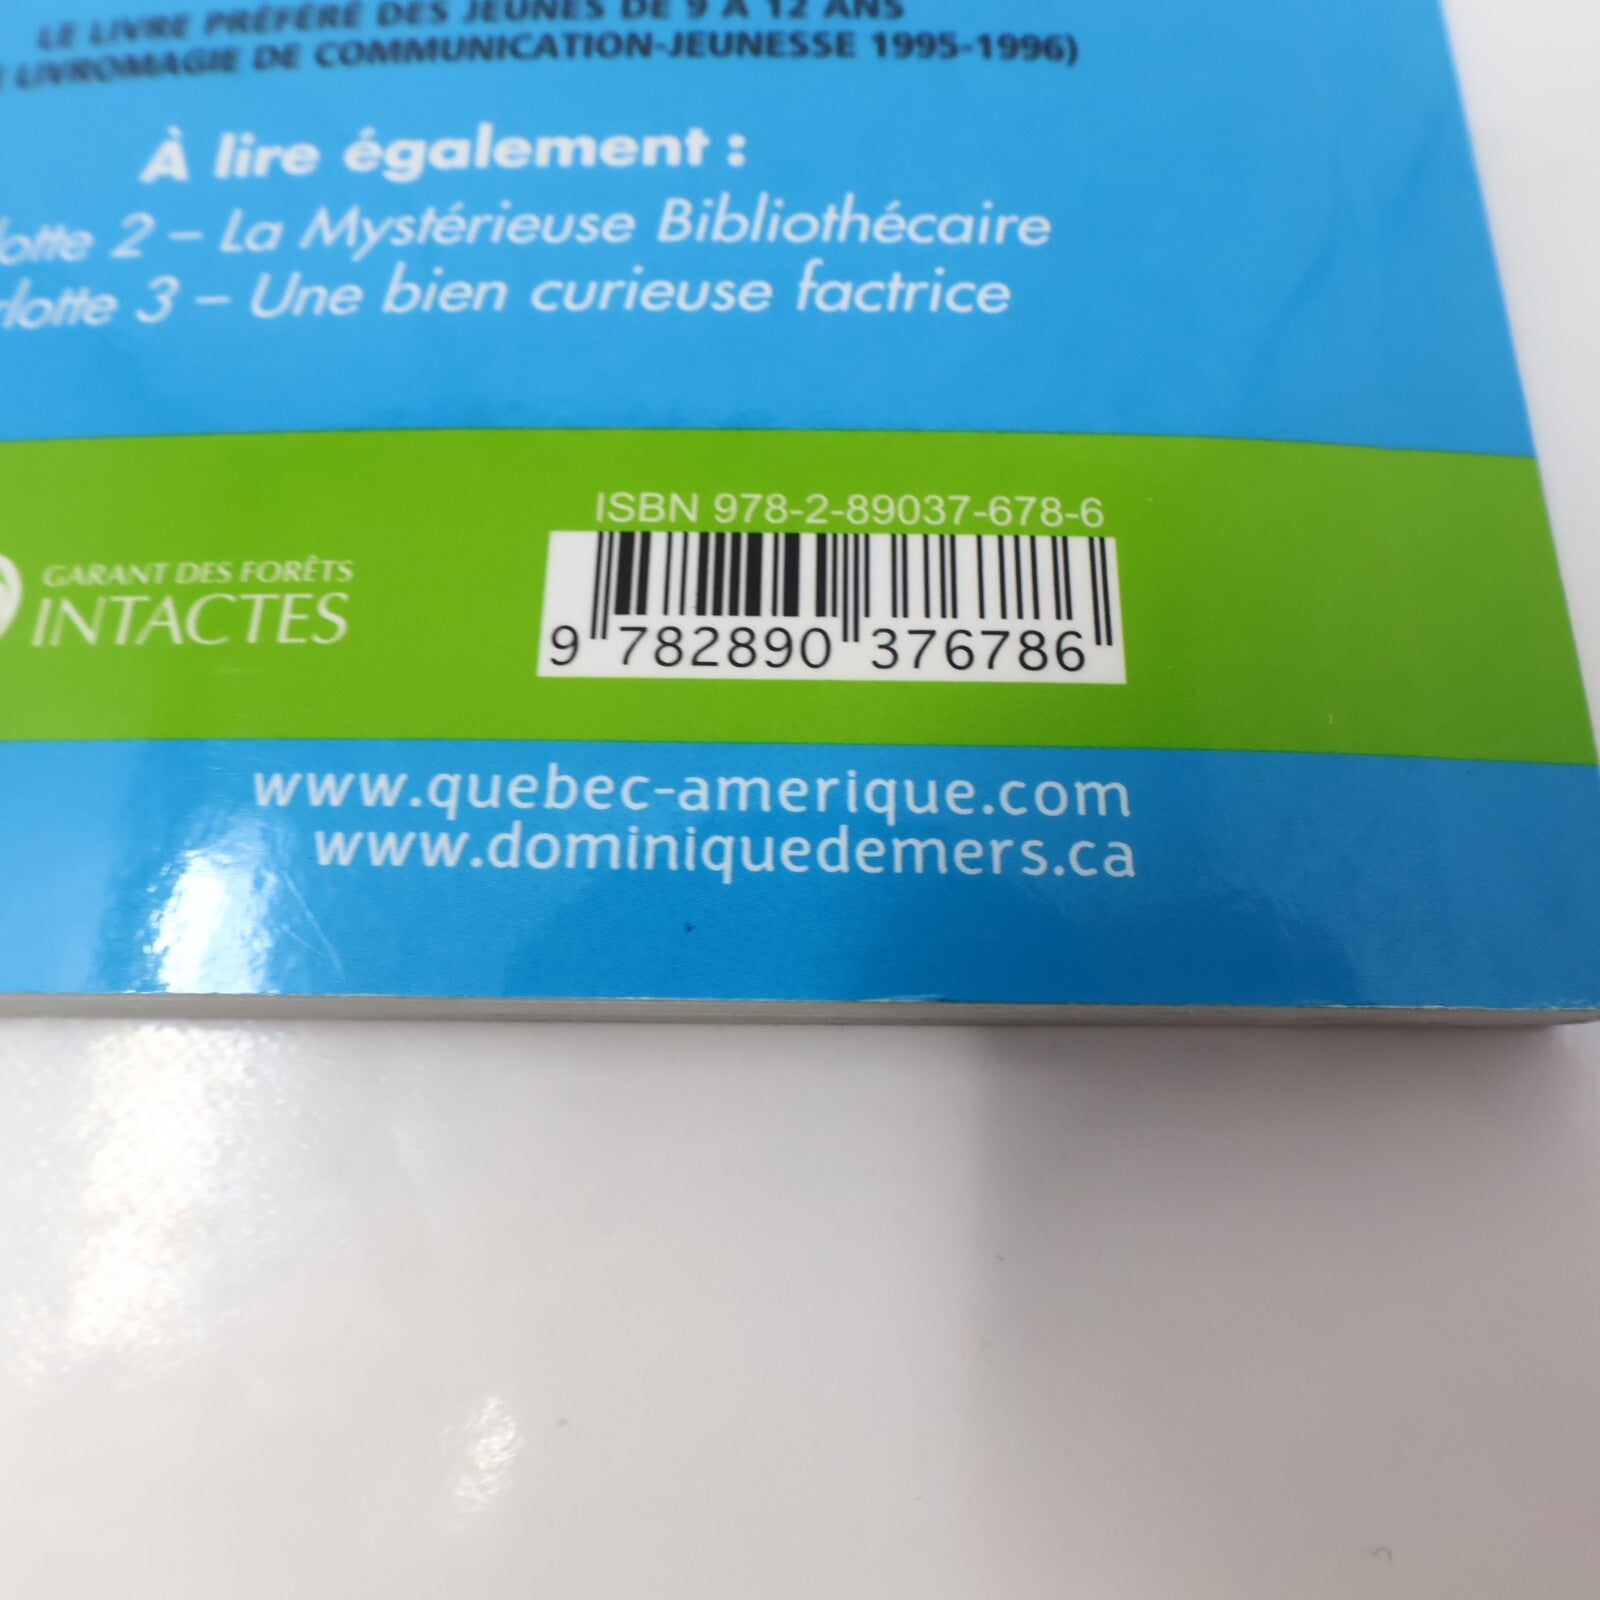 LE LIVRE PRÉFÉRÉ DES JEUNES DE 9 À 12 ANS
LIVROMAGIE DE COMMUNICATION-JEUNESSE 1995-1996)
À lire également :
lotte 2 – La Mystérieuse Bibliothécaire
rlotte 3 – Une bien curieuse factrice
ISBN 978-2-89037-678-6
GARANT DES FORÊTS
INTACTES
9 782890 376786
www.quebec-amerique.com
www.dominiquedemers.ca